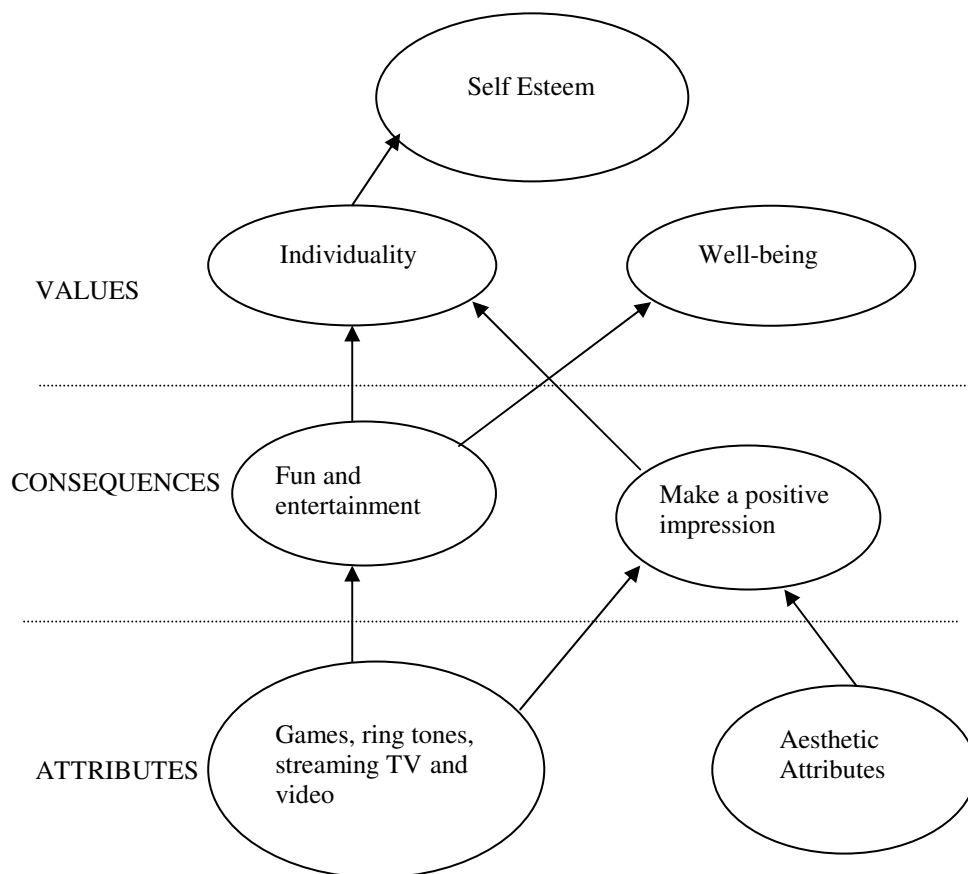 Self Esteem
Individuality
Well-being
VALUES
CONSEQUENCES
Fun and
entertainment
Make a positive
impression
ATTRIBUTES
Games, ring tones,
streaming TV and
video
Aesthetic
Attributes